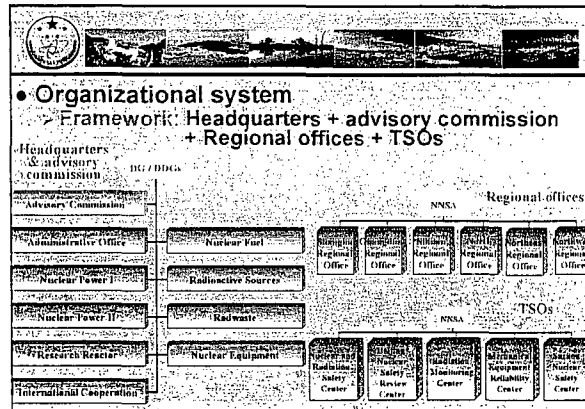 • Organizational system
➢ Framework: Headquarters + advisory commission
+ Regional offices + TSOs
Headquarters
& advisory
commission
DG / DDGs
Advisory Commission
Administrative Office
Nuclear Fuel
Nuclear Power I
Radioactive Sources
Nuclear Power II
Radwaste
Research Reactor
Nuclear Equipment
International Cooperation
Regional offices
NNSA
Regional
Office
Regional
Office
Regional
Office
Regional
Office
Regional
Office
Regional
Office
TSOs
NNSA
Nuclear and
Radiation
Safety
Center
Nuclear
Safety
Review
Center
Radiation
Monitoring
Center
Mechanical
Equipment
Reliability
Center
Nuclear
Safety
Center